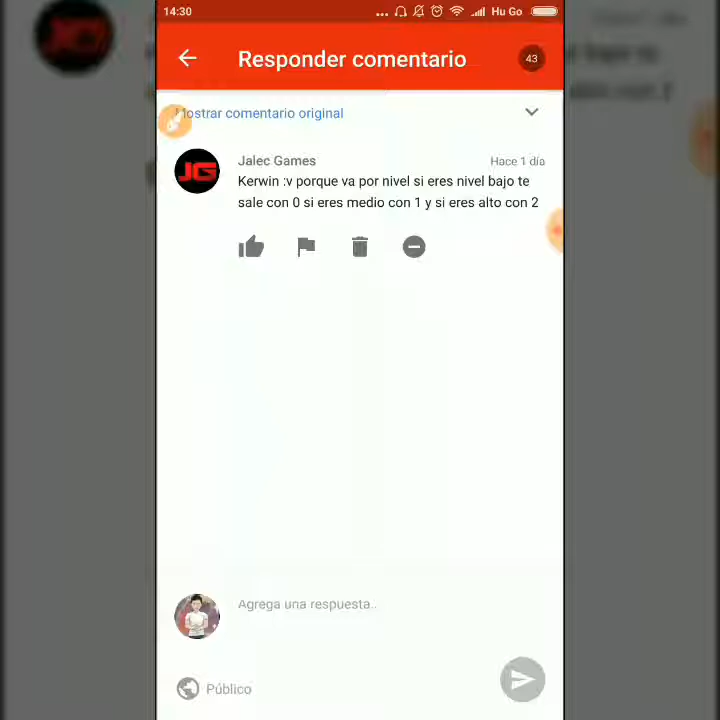 14:30
... Hu Go
Responder comentario
43
Mostrar comentario original
JG
Jalec Games
Hace 1 día
Kerwin :v porque va por nivel si eres nivel bajo te
sale con 0 si eres medio con 1 y si eres alto con 2
Agrega una respuesta..
Público